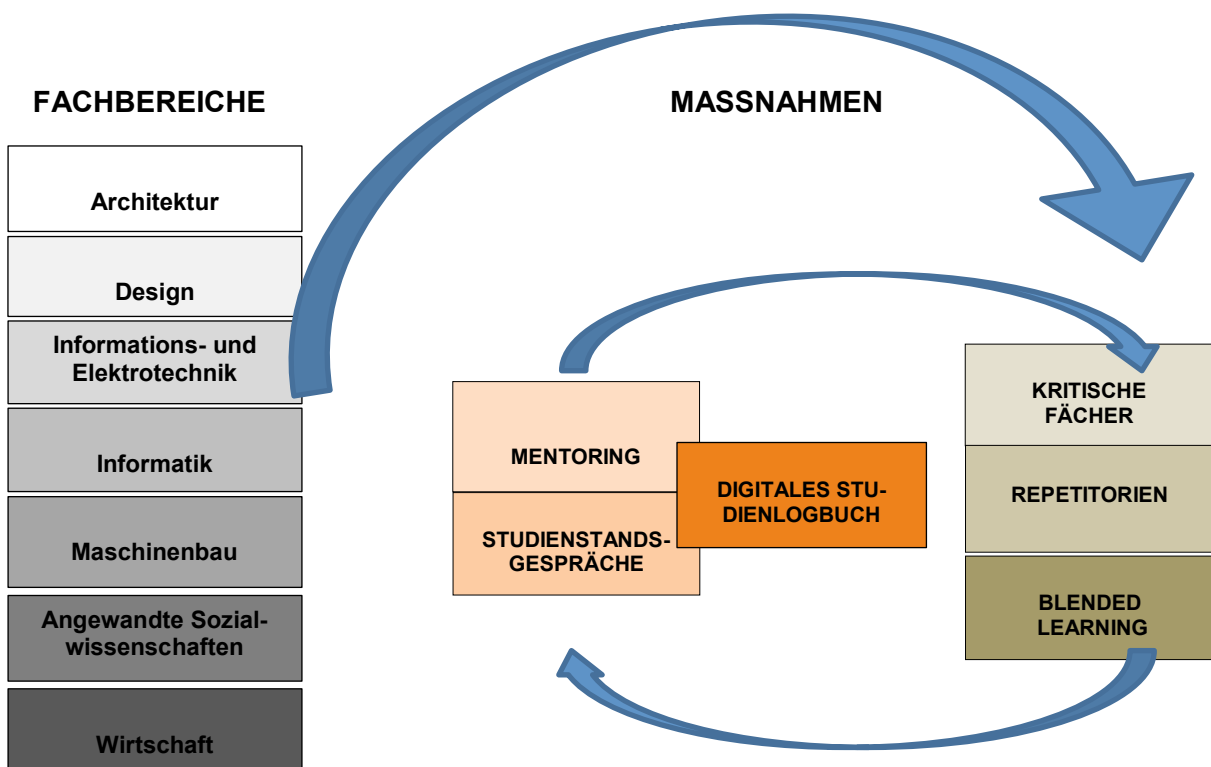 FACHBEREICHE
MASSNAHMEN
Architektur
Design
Informations- und
Elektrotechnik
Informatik
Maschinenbau
Angewandte Sozial-
wissenschaften
Wirtschaft
MENTORING
STUDIENSTANDS-
GESPRÄCHE
DIGITALES STU-
DIENLOGBUCH
KRITISCHE
FÄCHER
REPETITORIEN
BLENDED
LEARNING